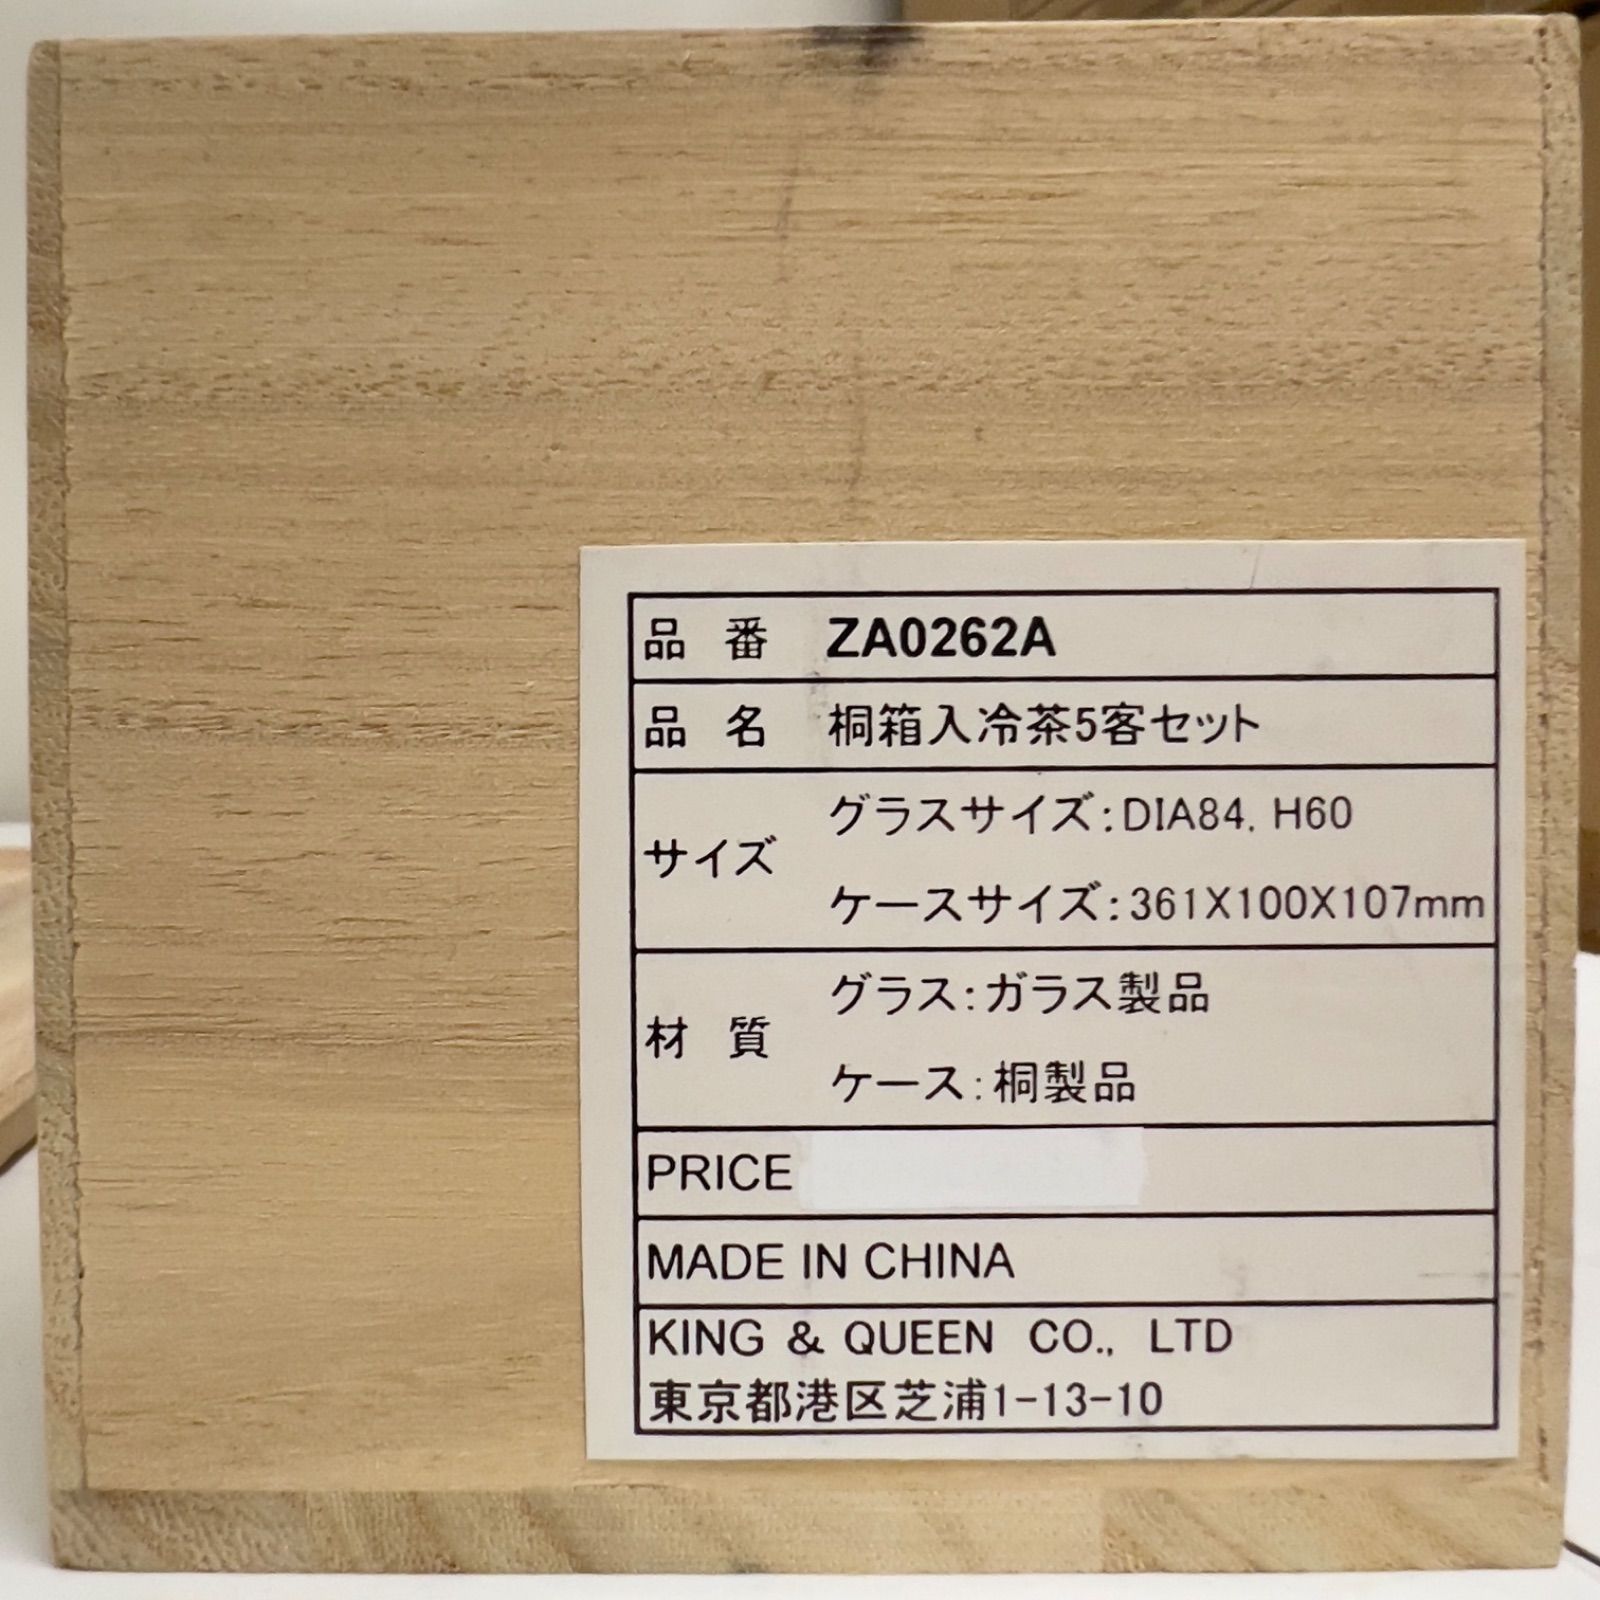 品 番 ZA0262A
品 名 桐箱入冷茶5客セット
サイズ グラスサイズ:DIA84. H60
ケースサイズ:361X100X107mm
材 質 グラス:ガラス製品
ケース:桐製品
PRICE
MADE IN CHINA
KING & QUEEN CO., LTD
東京都港区芝浦1-13-10